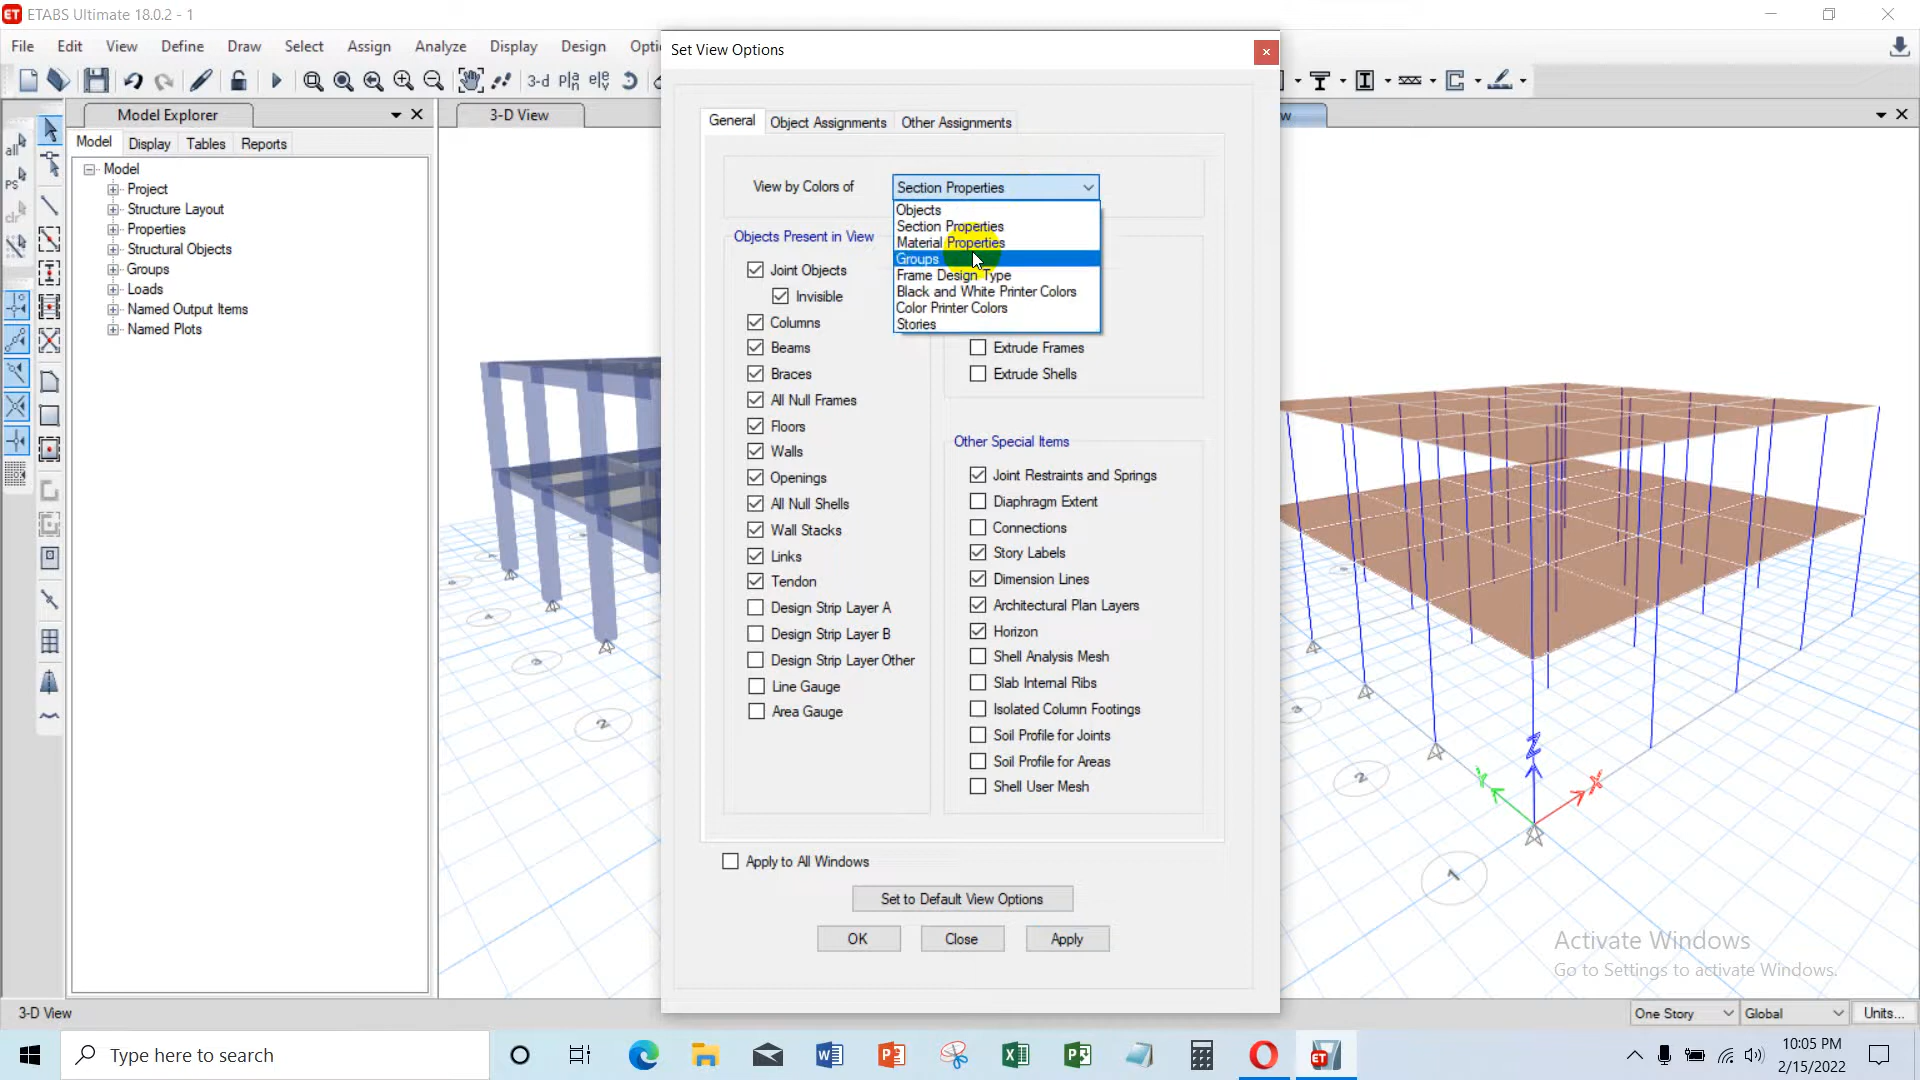 ETABS Ultimate 18.0.2 - 1
File Edit View Define Draw Select Assign Analyze Display Design
3-d
Model Explorer
Model Display Tables Reports
Model
Project
Structure Layout
Properties
Structural Objects
Groups
Loads
Named Output Items
Named Plots
all
PS
3-D View
Set View Options
General Object Assignments Other Assignments
View by Colors of
Section Properties
Objects
Section Properties
Material Properties
Groups
Frame Design Type
Black and White Printer Colors
Color Printer Colors
Stories
Objects Present in View
Joint Objects
Invisible
Columns
Beams
Braces
All Null Frames
Floors
Walls
Openings
All Null Shells
Wall Stacks
Links
Tendon
Design Strip Layer A
Design Strip Layer B
Design Strip Layer Other
Line Gauge
Area Gauge
Extrude Frames
Extrude Shells
Other Special Items
Joint Restraints and Springs
Diaphragm Extent
Connections
Story Labels
Dimension Lines
Architectural Plan Layers
Horizon
Shell Analysis Mesh
Slab Internal Ribs
Isolated Column Footings
Soil Profile for Joints
Soil Profile for Areas
Shell User Mesh
Apply to All Windows
Set to Default View Options
OK Close Apply
2
2
1
Z
Y
X
Activate Windows
Go to Settings to activate Windows.
3-D View
One Story
Global
Units...
Type here to search
10:05 PM
2/15/2022